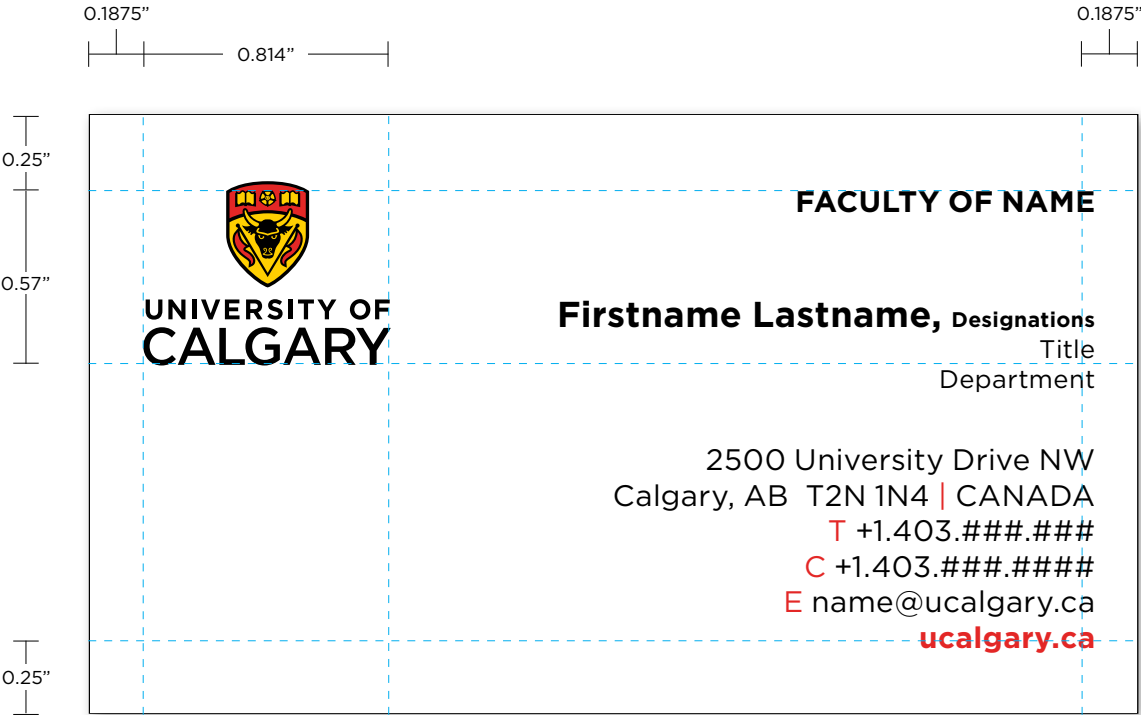 0.1875”
0.1875”
0.814”
0.25”
0.57”
0.25”
UNIVERSITY OF
CALGARY
FACULTY OF NAME
Firstname Lastname, Designations
Title
Department
2500 University Drive NW
Calgary, AB  T2N 1N4 | CANADA
T +1.403.###.###
C +1.403.###.####
E name@ucalgary.ca
ucalgary.ca